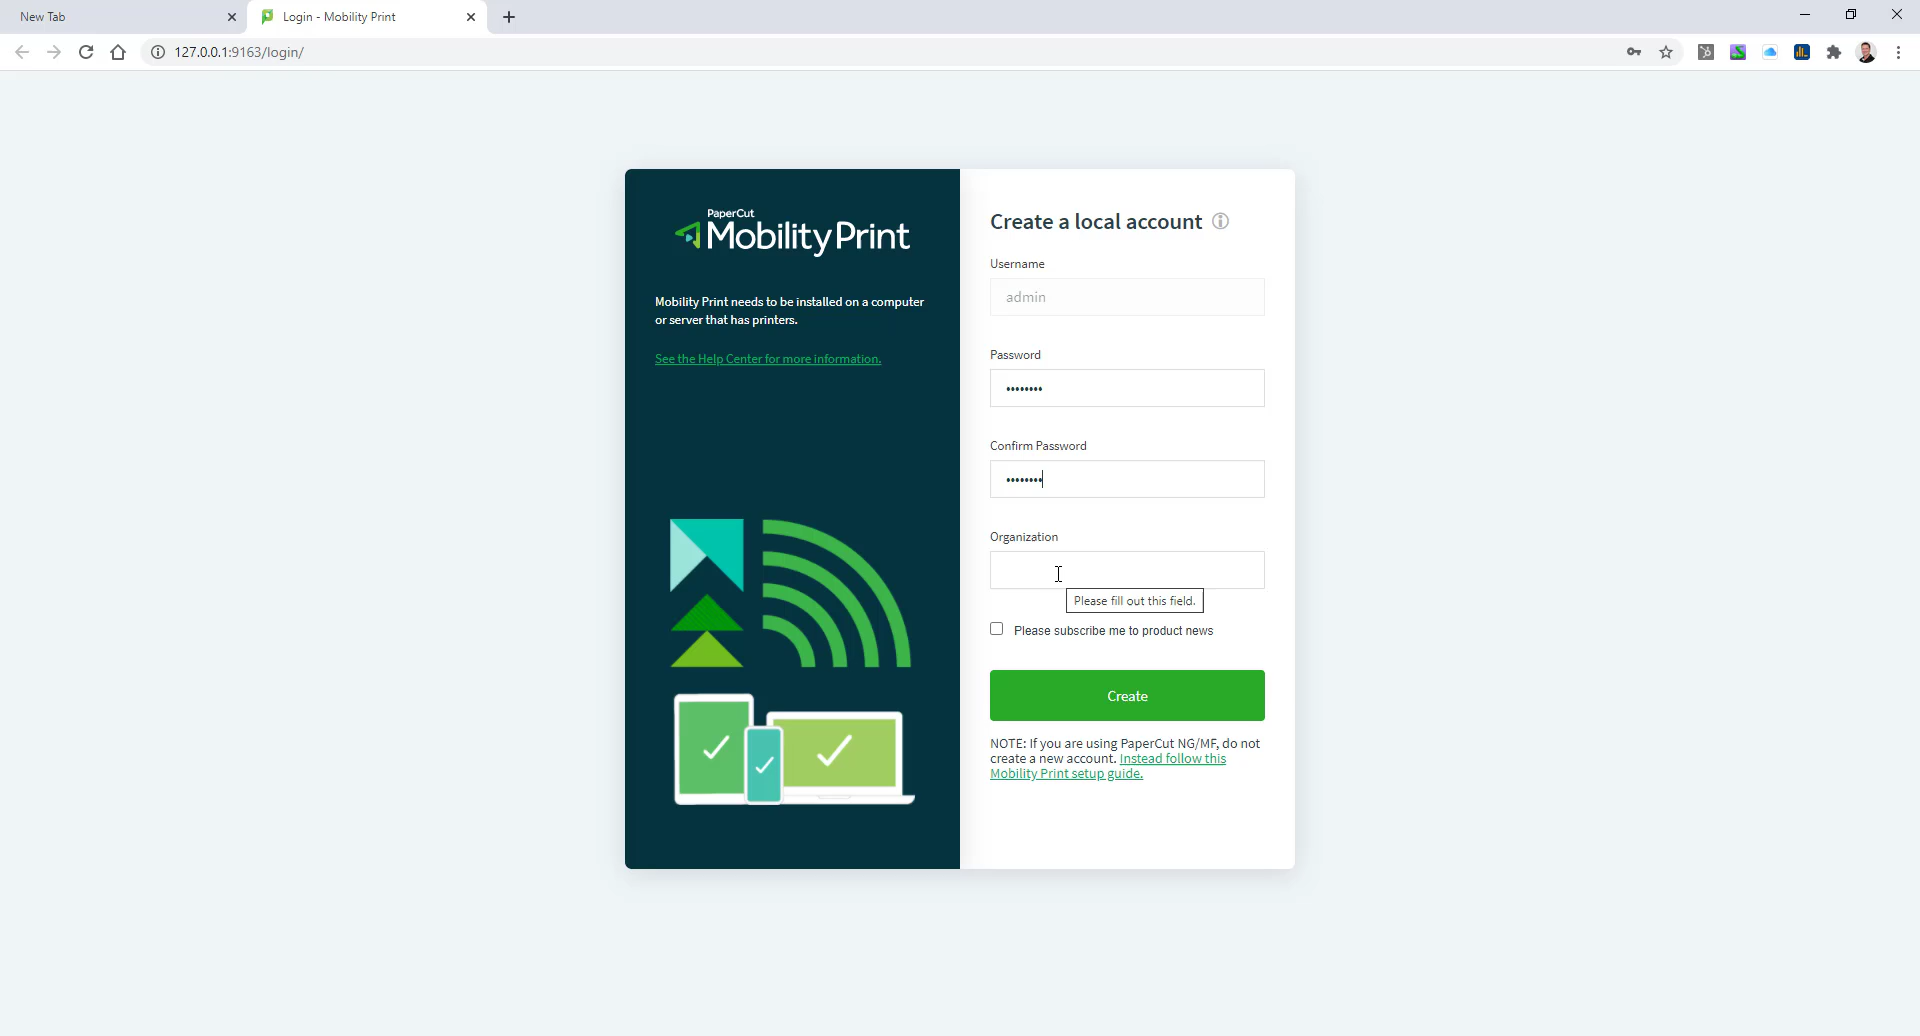 New Tab
Login - Mobility Print
127.0.0.1:9163/login/
PaperCut
MobilityPrint
Mobility Print needs to be installed on a computer
or server that has printers.
See the Help Center for more information.
Create a local account
Username
admin
Password
••••••••
Confirm Password
••••••••
Organization
Please fill out this field.
Please subscribe me to product news
Create
NOTE: If you are using PaperCut NG/MF, do not
create a new account. Instead follow this
Mobility Print setup guide.